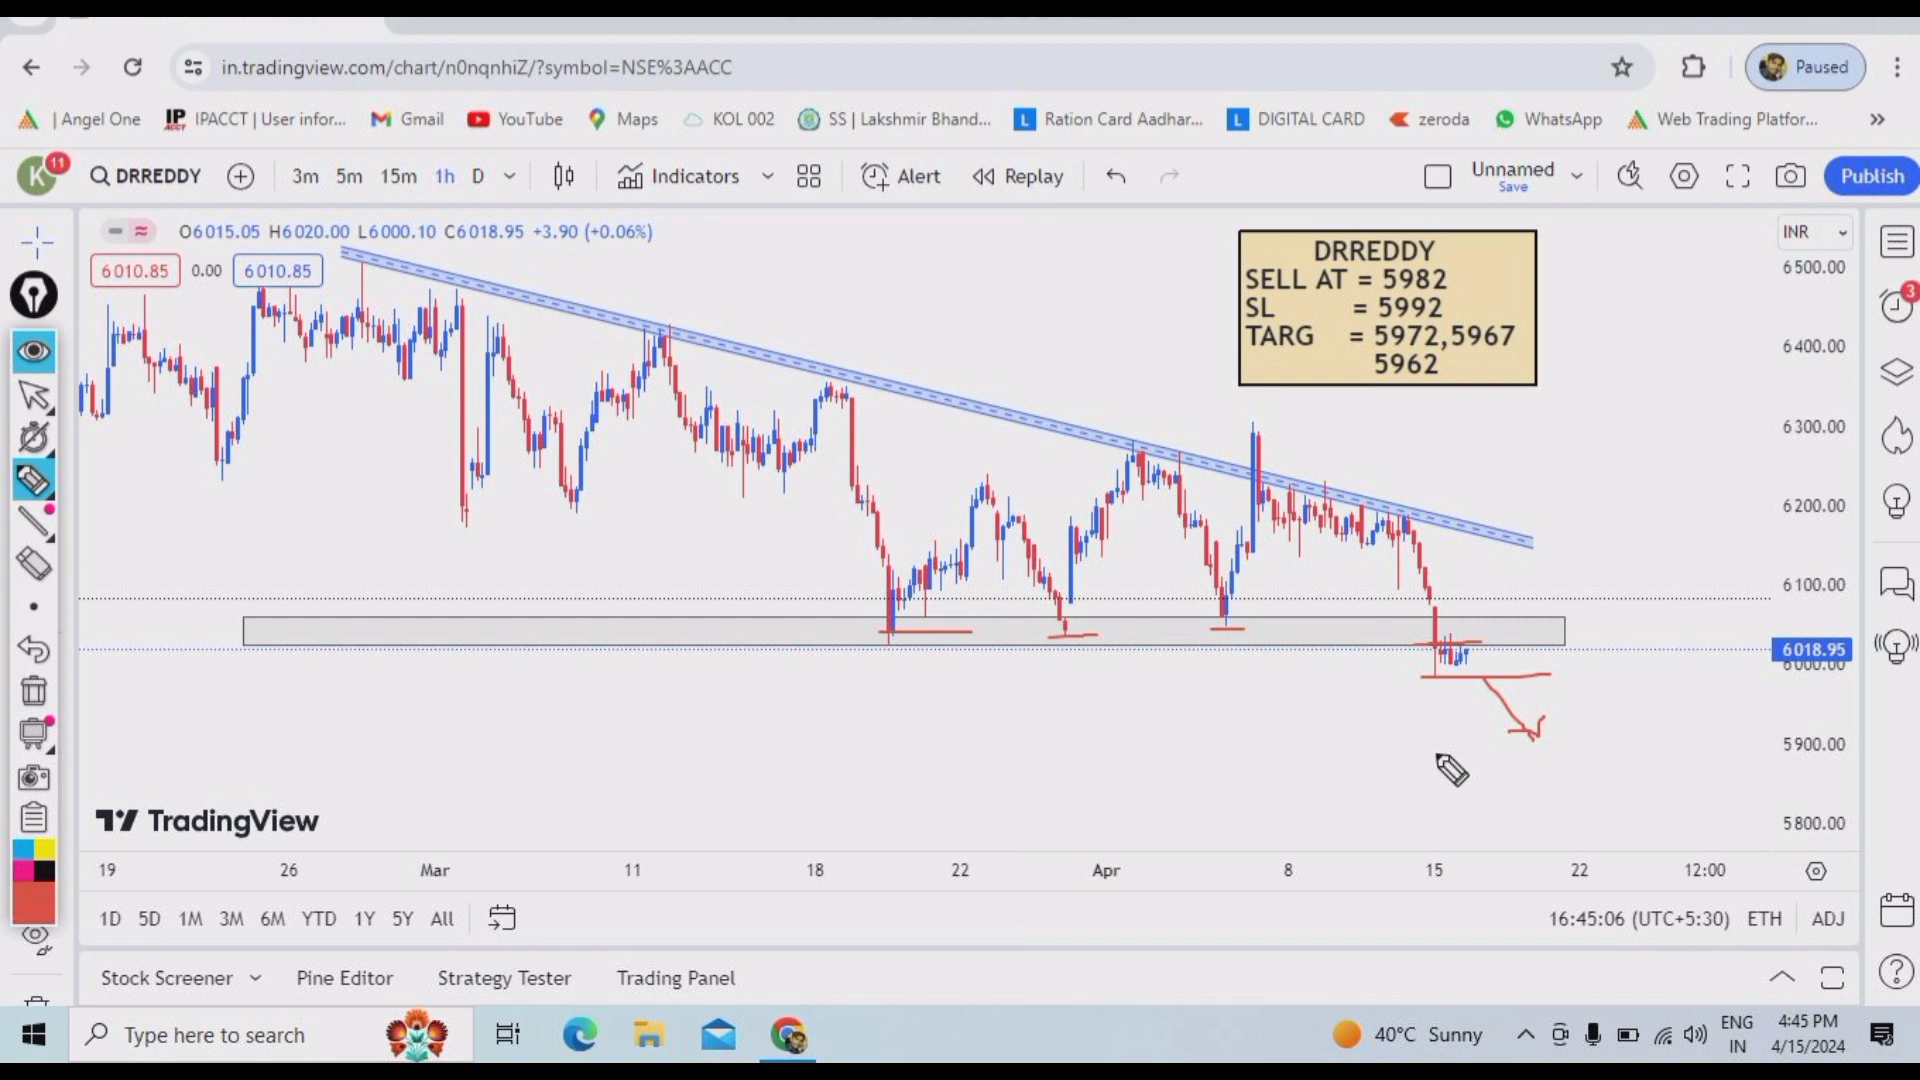 in.tradingview.com/chart/n0nqnhiZ/?symbol=NSE%3AACC
Paused
| Angel One
IP ACCT
IPACCT | User infor...
Gmail
YouTube
Maps
KOL 002
SS | Lakshmir Bhand...
L
Ration Card Aadhar...
L
DIGITAL CARD
zeroda
WhatsApp
Web Trading Platfor...
»
K
11
DRREDDY
3m
5m
15m
1h
D
Indicators
Alert
Replay
Unnamed
Save
Publish
O6015.05 H6020.00 L6000.10 C6018.95 +3.90 (+0.06%)
INR
6010.85
0.00
6010.85
DRREDDY
SELL AT = 5982
SL = 5992
TARG = 5972,5967
5962
3
6500.00
6400.00
6300.00
6200.00
6100.00
6018.95
6000.00
5900.00
5800.00
TradingView
19
26
Mar
11
18
22
Apr
8
15
22
12:00
1D
5D
1M
3M
6M
YTD
1Y
5Y
All
16:45:06 (UTC+5:30)
ETH
ADJ
Stock Screener
Pine Editor
Strategy Tester
Trading Panel
Type here to search
40°C Sunny
ENG
IN
4:45 PM
4/15/2024